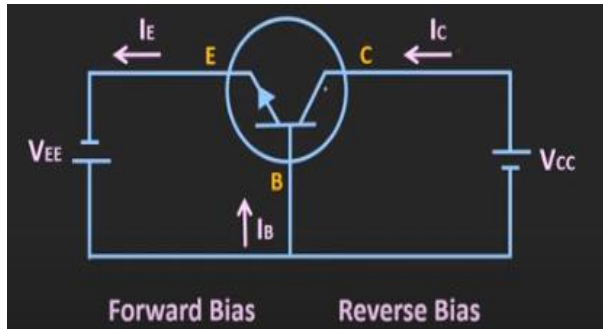 IE
IC
E
C
VEE
VCC
B
IB
Forward Bias
Reverse Bias